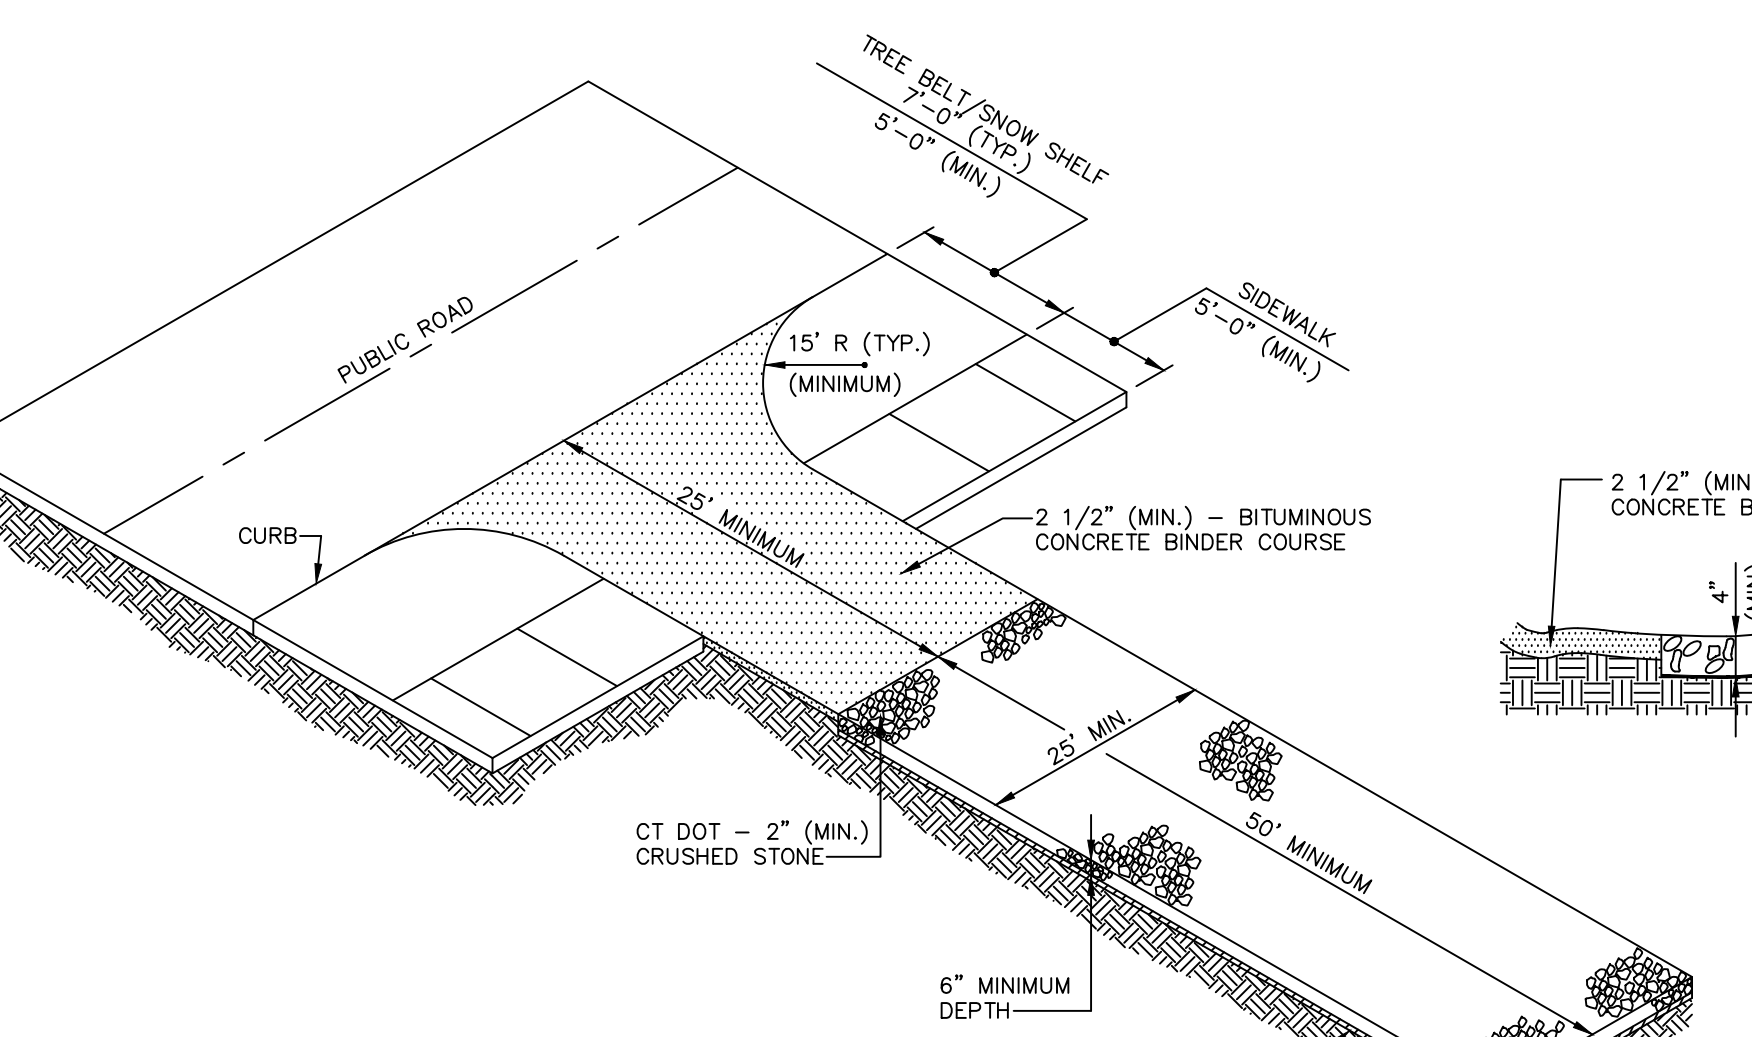 TREE BELT/SNOW SHELF
7'-0" (TYP.)
5'-0" (MIN.)
SIDEWALK
5'-0" (MIN.)
PUBLIC ROAD
15' R (TYP.)
(MINIMUM)
CURB
25' MINIMUM
2 1/2" (MIN.) – BITUMINOUS
CONCRETE BINDER COURSE
2 1/2" (MIN
CONCRETE B
4"
(MIN)
25' MIN.
50' MINIMUM
CT DOT – 2" (MIN.)
CRUSHED STONE
6" MINIMUM
DEPTH